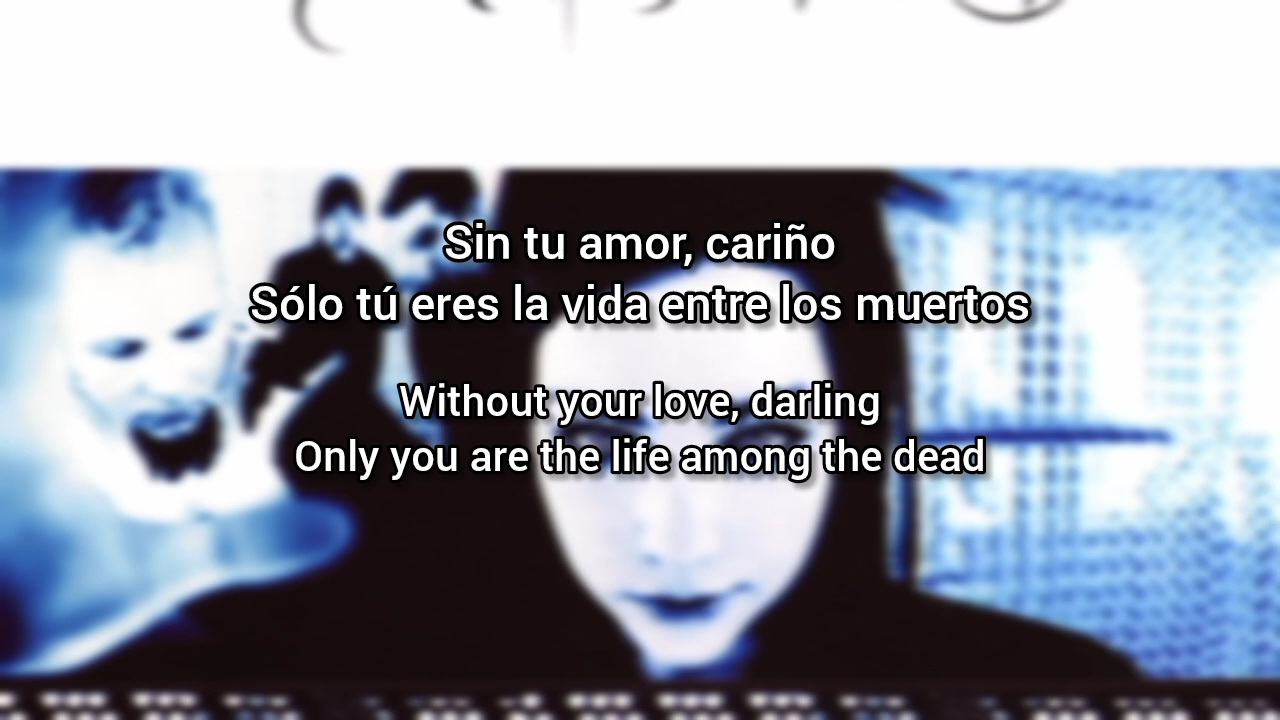 Sin tu amor, cariño
Sólo tú eres la vida entre los muertos
Without your love, darling
Only you are the life among the dead